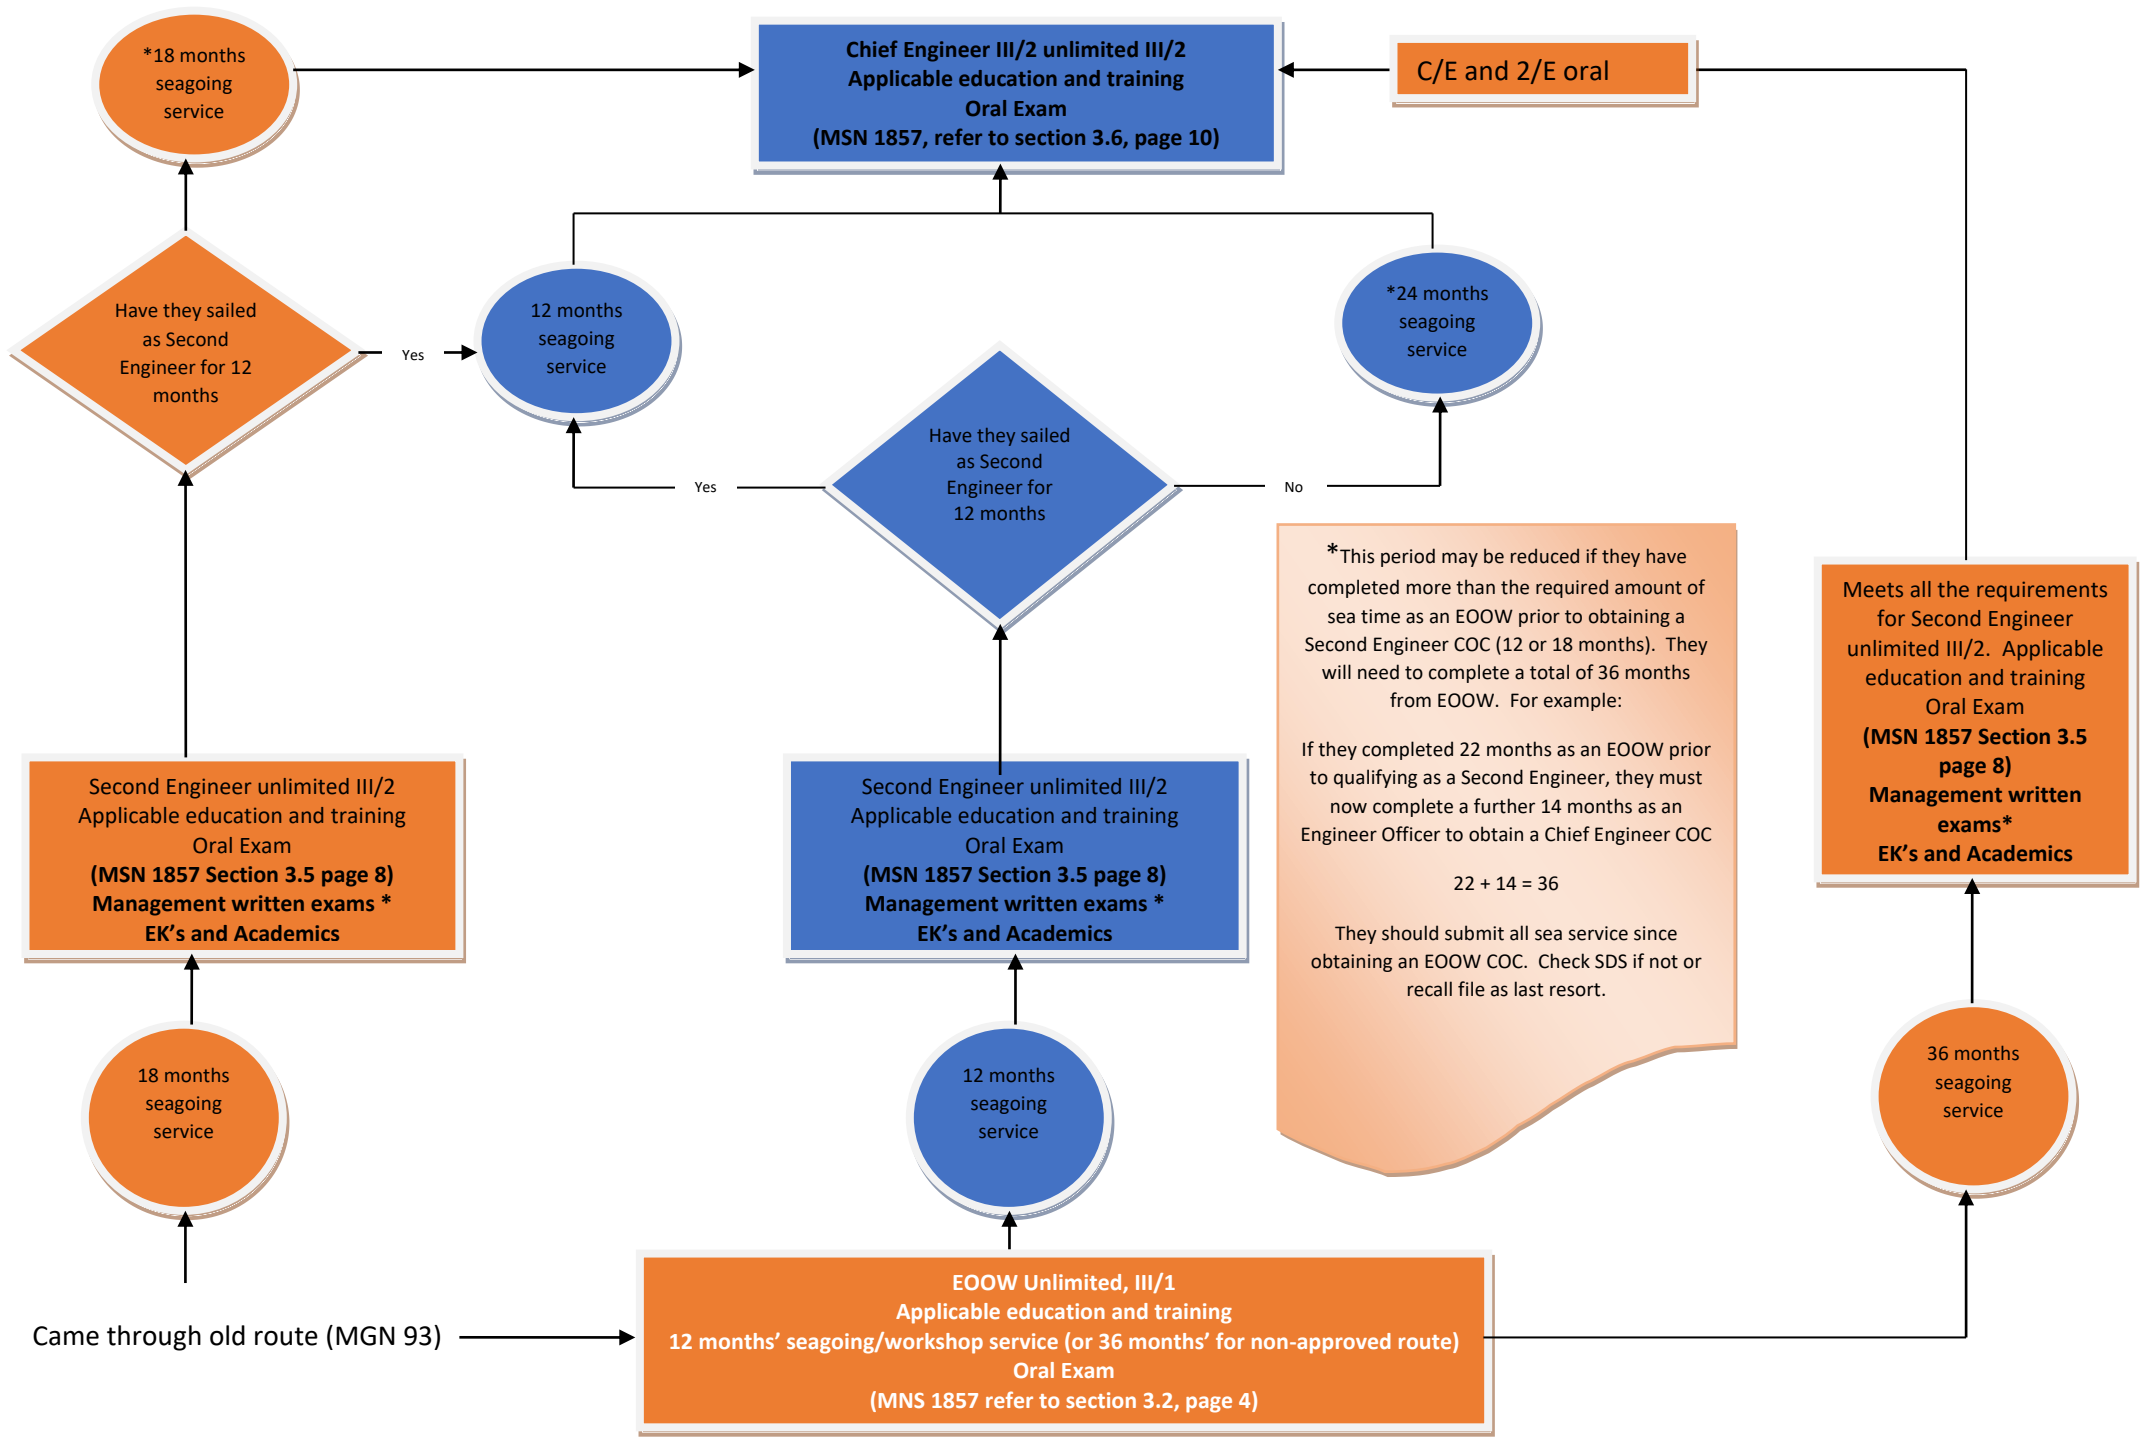 *18 months
seagoing
service
Chief Engineer III/2 unlimited III/2
Applicable education and training
Oral Exam
(MSN 1857, refer to section 3.6, page 10)
C/E and 2/E oral
Have they sailed
as Second
Engineer for 12
months
Yes
12 months
seagoing
service
*24 months
seagoing
service
Have they sailed
as Second
Engineer for
12 months
Yes
No
*This period may be reduced if they have
completed more than the required amount of
sea time as an EOOW prior to obtaining a
Second Engineer COC (12 or 18 months).  They
will need to complete a total of 36 months
from EOOW.  For example:
If they completed 22 months as an EOOW prior
to qualifying as a Second Engineer, they must
now complete a further 14 months as an
Engineer Officer to obtain a Chief Engineer COC
22 + 14 = 36
They should submit all sea service since
obtaining an EOOW COC.  Check SDS if not or
recall file as last resort.
Meets all the requirements
for Second Engineer
unlimited III/2.  Applicable
education and training
Oral Exam
(MSN 1857 Section 3.5
page 8)
Management written
exams*
EK's and Academics
Second Engineer unlimited III/2
Applicable education and training
Oral Exam
(MSN 1857 Section 3.5 page 8)
Management written exams *
EK's and Academics
Second Engineer unlimited III/2
Applicable education and training
Oral Exam
(MSN 1857 Section 3.5 page 8)
Management written exams *
EK's and Academics
18 months
seagoing
service
12 months
seagoing
service
36 months
seagoing
service
Came through old route (MGN 93)
EOOW Unlimited, III/1
Applicable education and training
12 months' seagoing/workshop service (or 36 months' for non-approved route)
Oral Exam
(MNS 1857 refer to section 3.2, page 4)